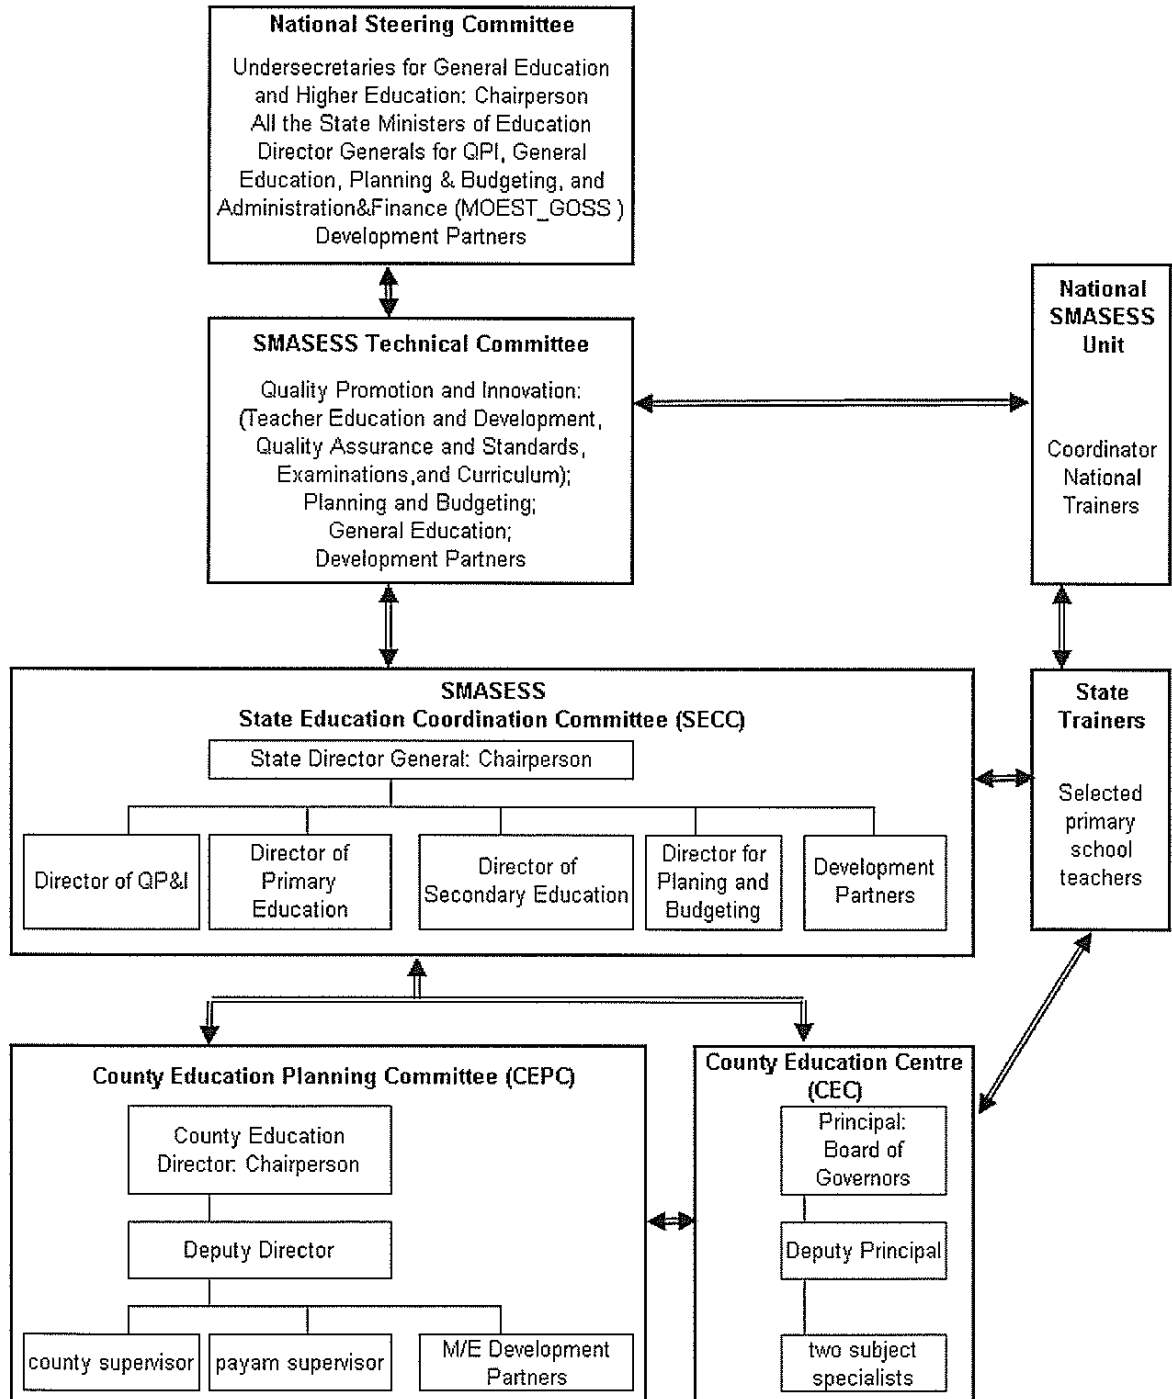 National Steering Committee
Undersecretaries for General Education
and Higher Education: Chairperson
All the State Ministers of Education
Director Generals for QPI, General
Education, Planning & Budgeting, and
Administration&Finance (MOEST_GOSS )
Development Partners
National
SMASESS
Unit
Coordinator
National
Trainers
SMASESS Technical Committee
Quality Promotion and Innovation:
(Teacher Education and Development,
Quality Assurance and Standards,
Examinations,and Curriculum);
Planning and Budgeting;
General Education;
Development Partners
SMASESS
State Education Coordination Committee (SECC)
State Director General: Chairperson
Director of QP&I
Director of
Primary
Education
Director of
Secondary Education
Director for
Planing and
Budgeting
Development
Partners
State
Trainers
Selected
primary
school
teachers
County Education Planning Committee (CEPC)
County Education
Director: Chairperson
Deputy Director
county supervisor
payam supervisor
M/E Development
Partners
County Education Centre
(CEC)
Principal:
Board of
Governors
Deputy Principal
two subject
specialists